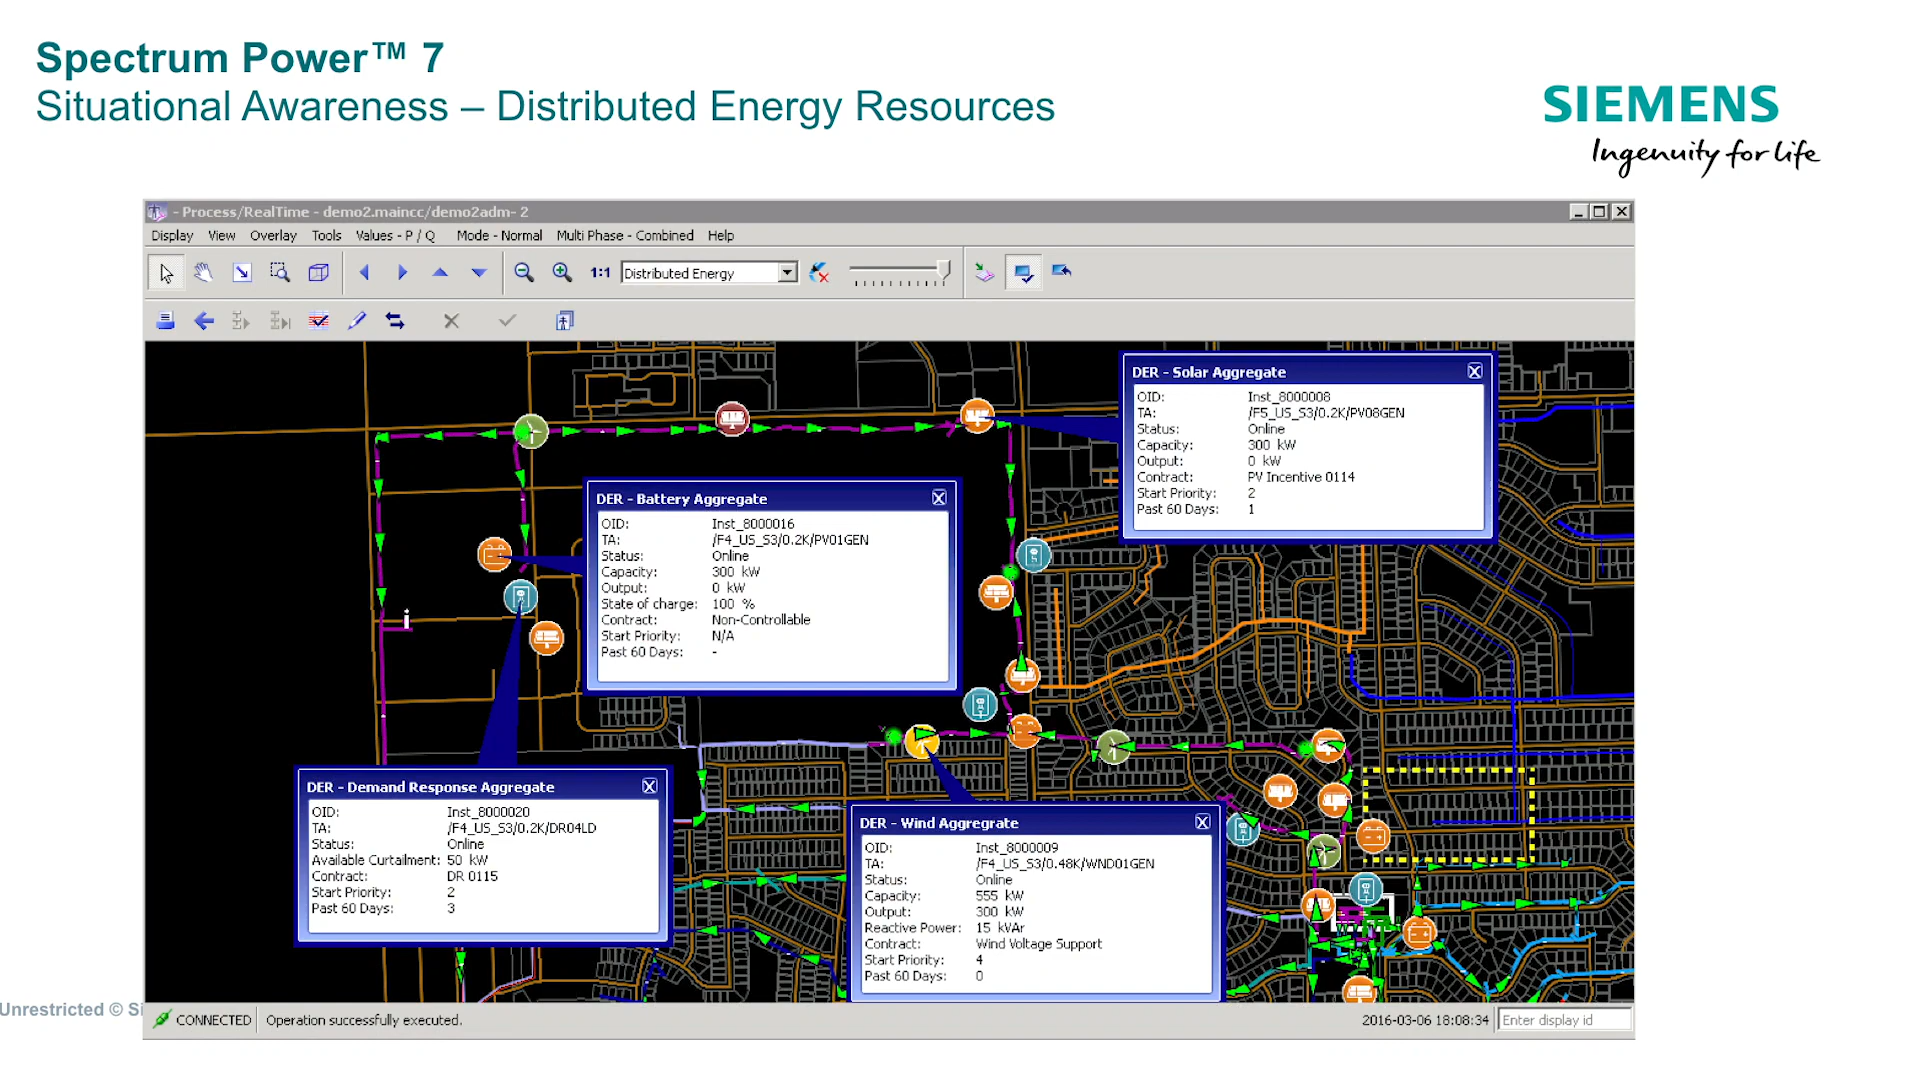 Spectrum Power™ 7
Situational Awareness – Distributed Energy Resources
SIEMENS
Ingenuity for life
- Process/RealTime - demo2.maincc/demo2adm- 2
Display View Overlay Tools Values - P / Q Mode - Normal Multi Phase - Combined Help
1:1 Distributed Energy
DER - Solar Aggregate
OID: Inst_8000008
TA: /F5_US_S3/0.2K/PV08GEN
Status: Online
Capacity: 300 kW
Output: 0 kW
Contract: PV Incentive 0114
Start Priority: 2
Past 60 Days: 1
DER - Battery Aggregate
OID: Inst_8000016
TA: /F4_US_S3/0.2K/PV01GEN
Status: Online
Capacity: 300 kW
Output: 0 kW
State of charge: 100 %
Contract: Non-Controllable
Start Priority: N/A
Past 60 Days: -
i
DER - Demand Response Aggregate
OID: Inst_8000020
TA: /F4_US_S3/0.2K/DR04LD
Status: Online
Available Curtailment: 50 kW
Contract: DR 0115
Start Priority: 2
Past 60 Days: 3
DER - Wind Aggregrate
OID: Inst_8000009
TA: /F4_US_S3/0.48K/WND01GEN
Status: Online
Capacity: 555 kW
Output: 300 kW
Reactive Power: 15 kVAr
Contract: Wind Voltage Support
Start Priority: 4
Past 60 Days: 0
Unrestricted © Si
CONNECTED Operation successfully executed. 2016-03-06 18:08:34 Enter display id